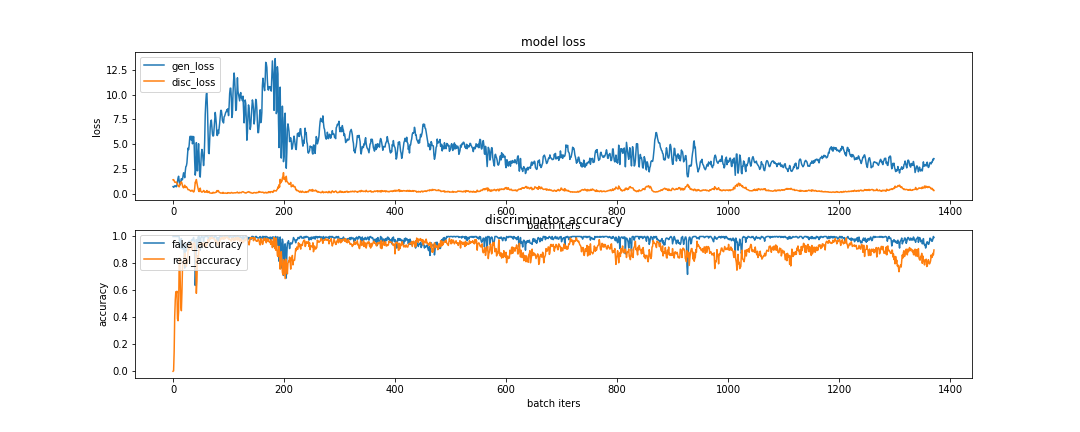 model loss
gen_loss
disc_loss
loss
12.5
10.0
7.5
5.0
2.5
0.0
0 200 400 600 800 1000 1200 1400
batch iters
discriminator accuracy
fake_accuracy
real_accuracy
accuracy
1.0
0.8
0.6
0.4
0.2
0.0
0 200 400 600 800 1000 1200 1400
batch iters